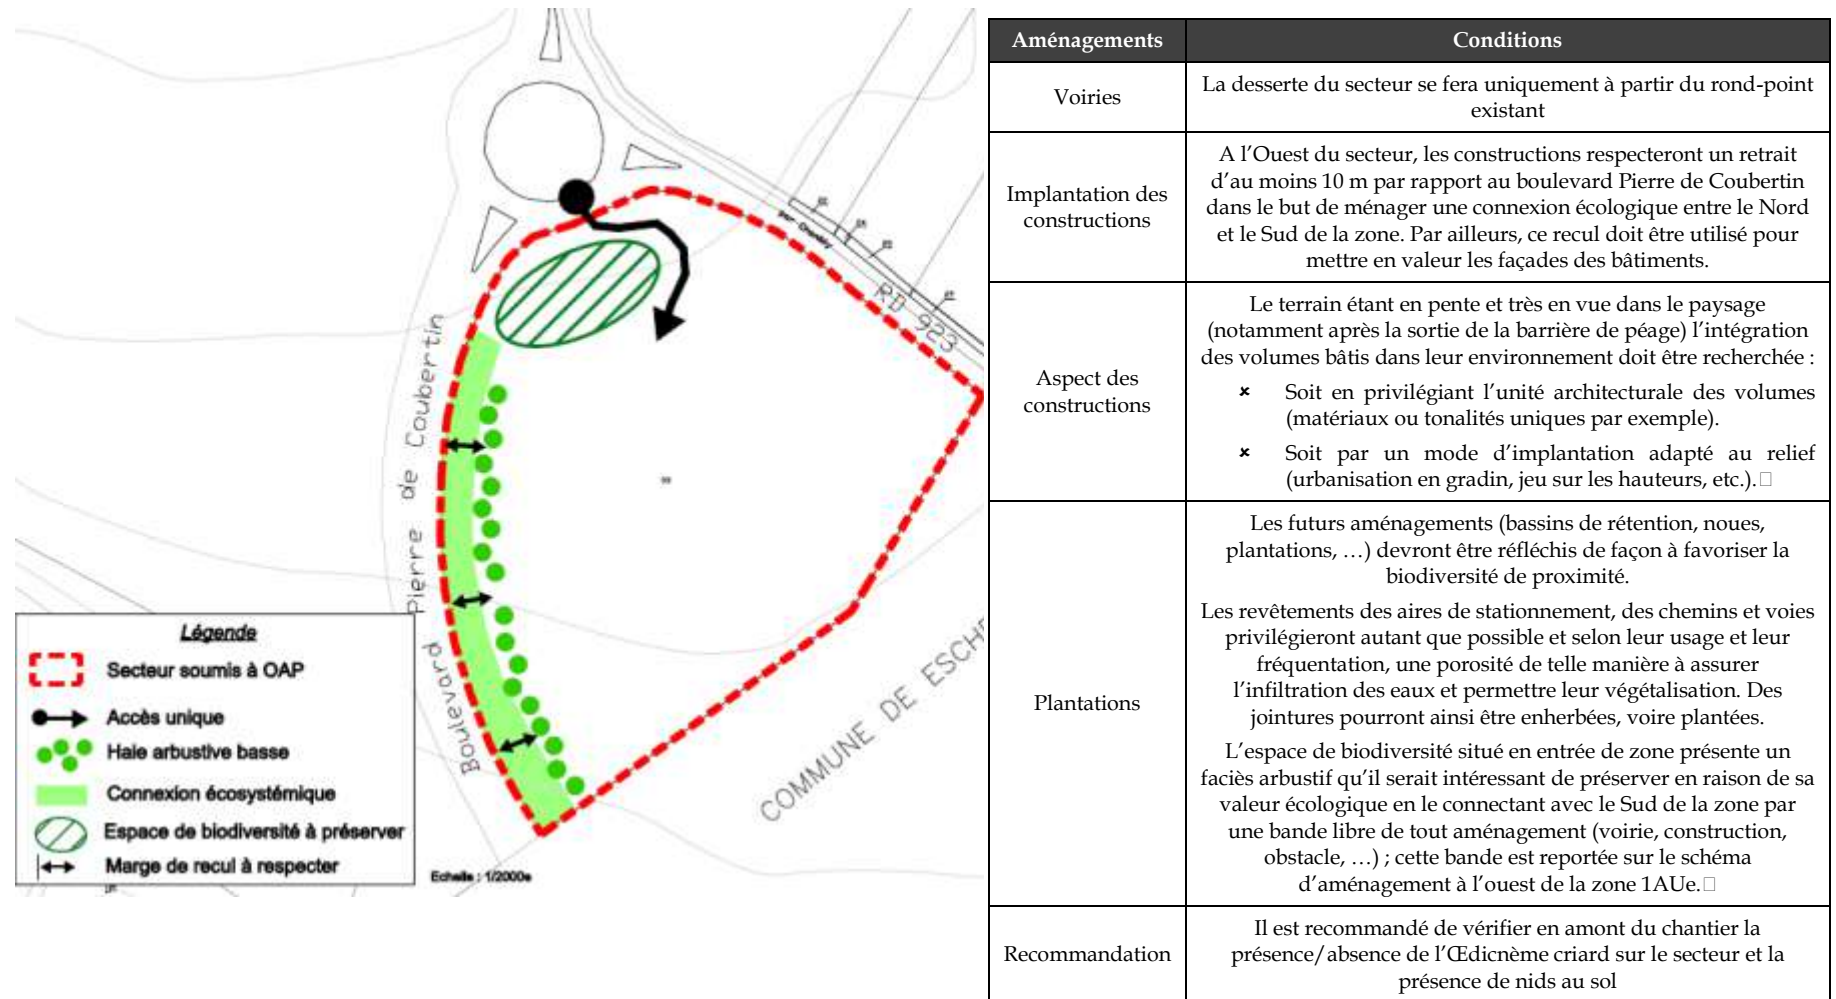 Boulevard Pierre de Coubertin
RD 923
COMMUNE DE ESCHE
Légende
Secteur soumis à OAP
Accès unique
Haie arbustive basse
Connexion écosystémique
Espace de biodiversité à préserver
Marge de recul à respecter
Echelle : 1/2000e
Aménagements
Conditions
Voiries
La desserte du secteur se fera uniquement à partir du rond-point
existant
Implantation des
constructions
A l’Ouest du secteur, les constructions respecteront un retrait
d’au moins 10 m par rapport au boulevard Pierre de Coubertin
dans le but de ménager une connexion écologique entre le Nord
et le Sud de la zone. Par ailleurs, ce recul doit être utilisé pour
mettre en valeur les façades des bâtiments.
Aspect des
constructions
Le terrain étant en pente et très en vue dans le paysage
(notamment après la sortie de la barrière de péage) l’intégration
des volumes bâtis dans leur environnement doit être recherchée :
× Soit en privilégiant l’unité architecturale des volumes
(matériaux ou tonalités uniques par exemple).
× Soit par un mode d’implantation adapté au relief
(urbanisation en gradin, jeu sur les hauteurs, etc.).
Plantations
Les futurs aménagements (bassins de rétention, noues,
plantations, …) devront être réfléchis de façon à favoriser la
biodiversité de proximité.
Les revêtements des aires de stationnement, des chemins et voies
privilégieront autant que possible et selon leur usage et leur
fréquentation, une porosité de telle manière à assurer
l’infiltration des eaux et permettre leur végétalisation. Des
jointures pourront ainsi être enherbées, voire plantées.
L’espace de biodiversité situé en entrée de zone présente un
faciès arbustif qu’il serait intéressant de préserver en raison de sa
valeur écologique en le connectant avec le Sud de la zone par
une bande libre de tout aménagement (voirie, construction,
obstacle, …) ; cette bande est reportée sur le schéma
d’aménagement à l’ouest de la zone 1AUe.
Recommandation
Il est recommandé de vérifier en amont du chantier la
présence/absence de l’Œdicnème criard sur le secteur et la
présence de nids au sol